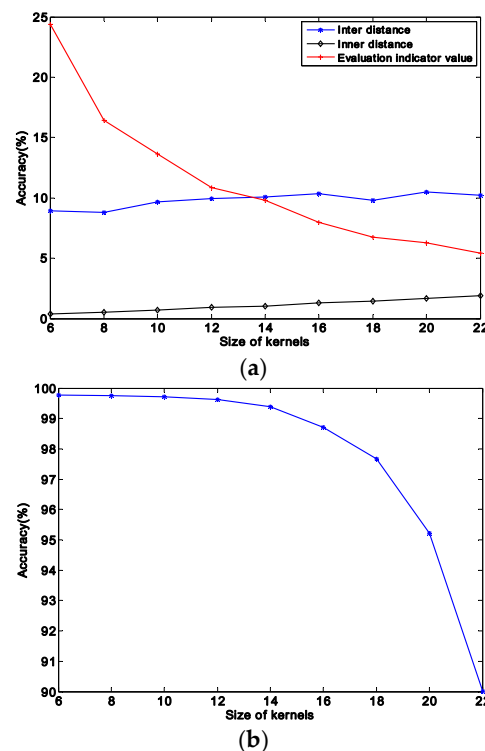 25
20
15
10
5
0
Accuracy(%)
Inter distance
Inner distance
Evaluation indicator value
6 8 10 12 14 16 18 20 22
Size of kernels
(a)
100
99
98
97
96
95
94
93
92
91
90
Accuracy(%)
6 8 10 12 14 16 18 20 22
Size of kernels
(b)